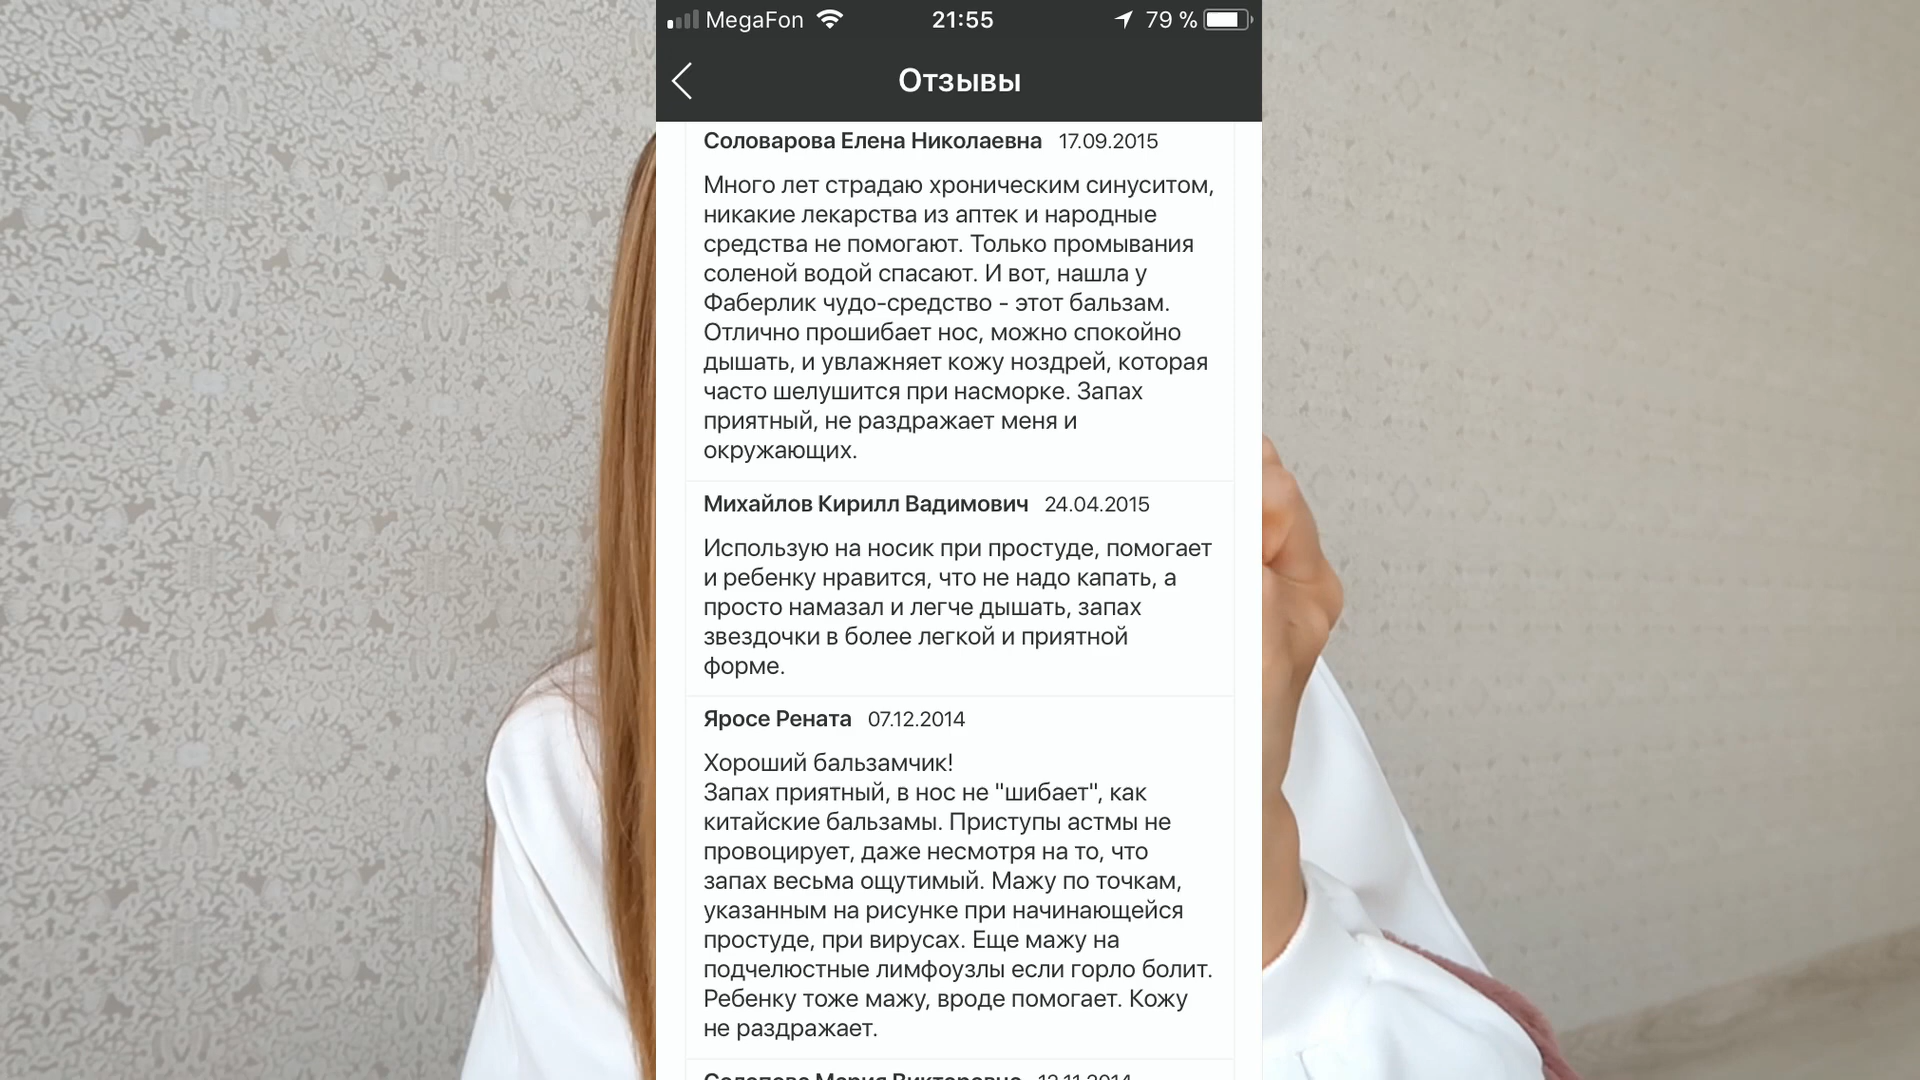 MegaFon 21:55 79 %
Отзывы
Соловарова Елена Николаевна 17.09.2015
Много лет страдаю хроническим синуситом,
никакие лекарства из аптек и народные
средства не помогают. Только промывания
соленой водой спасают. И вот, нашла у
Фаберлик чудо-средство - этот бальзам.
Отлично прошибает нос, можно спокойно
дышать, и увлажняет кожу ноздрей, которая
часто шелушится при насморке. Запах
приятный, не раздражает меня и
окружающих.
Михайлов Кирилл Вадимович 24.04.2015
Использую на носик при простуде, помогает
и ребенку нравится, что не надо капать, а
просто намазал и легче дышать, запах
звездочки в более легкой и приятной
форме.
Яросе Рената 07.12.2014
Хороший бальзамчик!
Запах приятный, в нос не "шибает", как
китайские бальзамы. Приступы астмы не
провоцирует, даже несмотря на то, что
запах весьма ощутимый. Мажу по точкам,
указанным на рисунке при начинающейся
простуде, при вирусах. Еще мажу на
подчелюстные лимфоузлы если горло болит.
Ребенку тоже мажу, вроде помогает. Кожу
не раздражает.